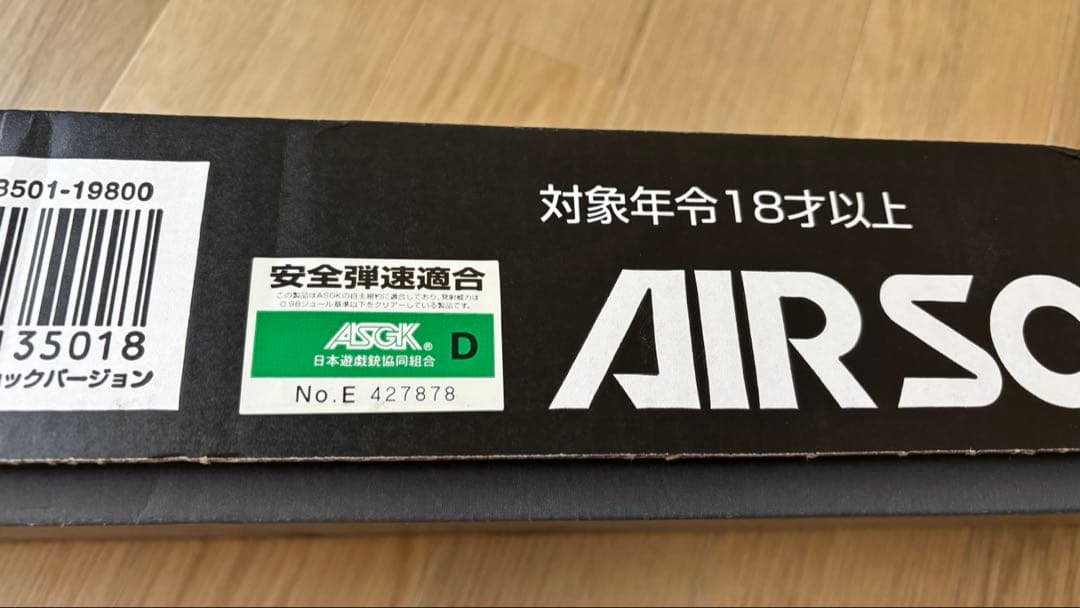 3501-19800
135018
ョックバージョン
安全弾速適合
この製品はASGKの自主規約に適合しており、発射威力は
0.98ジュール基準以下をクリアーしている製品です。
ASGK® D
日本遊戯銃協同組合
No.E 427878
対象年令18才以上
AIRSO